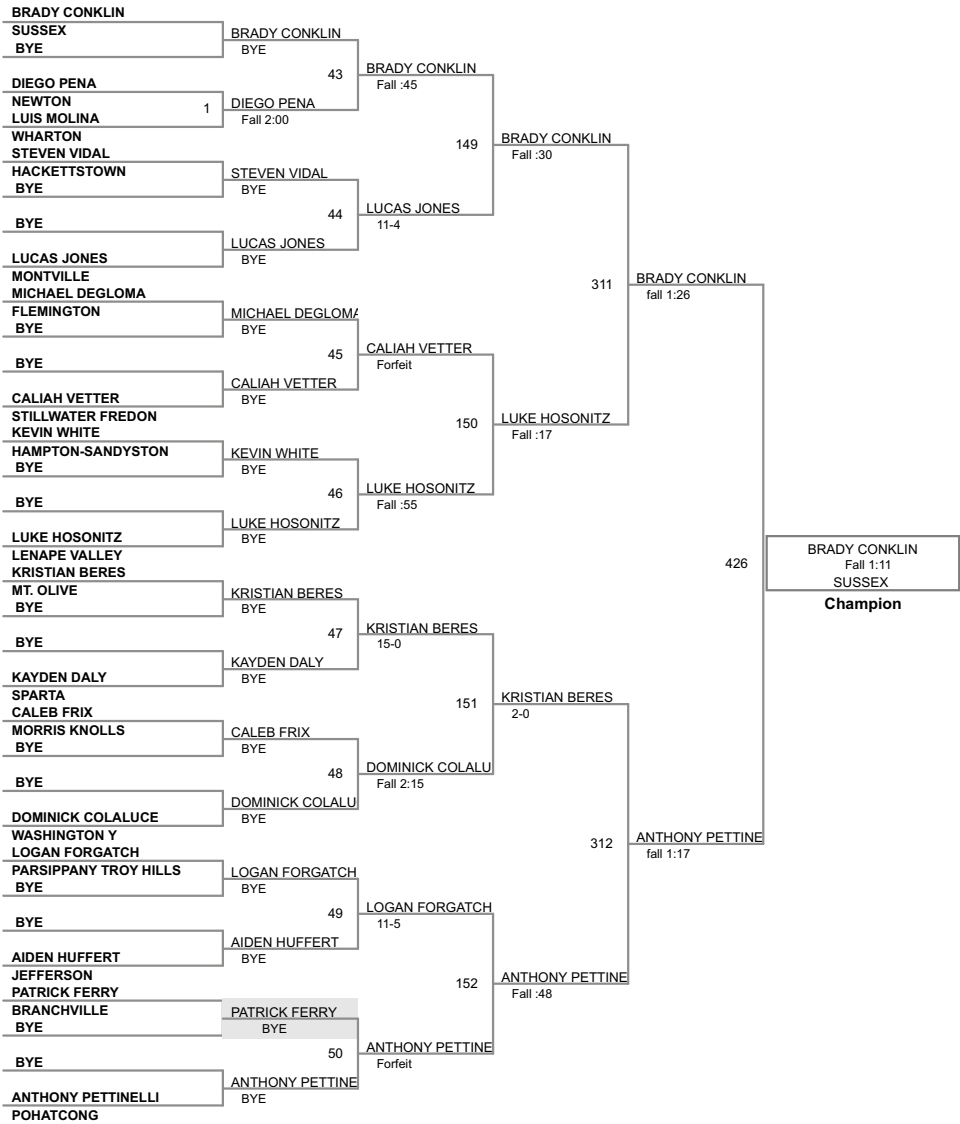 BRADY CONKLIN
SUSSEX
BYE
DIEGO PENA
NEWTON
LUIS MOLINA
WHARTON
STEVEN VIDAL
HACKETTSTOWN
BYE
BYE
LUCAS JONES
MONTVILLE
MICHAEL DEGLOMA
FLEMINGTON
BYE
BYE
CALIAH VETTER
STILLWATER FREDON
KEVIN WHITE
HAMPTON-SANDYSTON
BYE
BYE
LUKE HOSONITZ
LENAPE VALLEY
KRISTIAN BERES
MT. OLIVE
BYE
BYE
KAYDEN DALY
SPARTA
CALEB FRIX
MORRIS KNOLLS
BYE
BYE
DOMINICK COLALUCE
WASHINGTON Y
LOGAN FORGATCH
PARSIPPANY TROY HILLS
BYE
BYE
AIDEN HUFFERT
JEFFERSON
PATRICK FERRY
BRANCHVILLE
BYE
BYE
ANTHONY PETTINELLI
POHATCONG
1
BRADY CONKLIN
BYE
DIEGO PENA
Fall 2:00
STEVEN VIDAL
BYE
LUCAS JONES
BYE
MICHAEL DEGLOMA
BYE
CALIAH VETTER
BYE
KEVIN WHITE
BYE
LUKE HOSONITZ
BYE
KRISTIAN BERES
BYE
KAYDEN DALY
BYE
CALEB FRIX
BYE
DOMINICK COLALU
BYE
LOGAN FORGATCH
BYE
AIDEN HUFFERT
BYE
PATRICK FERRY
BYE
ANTHONY PETTINE
BYE
43
44
45
46
47
48
49
50
BRADY CONKLIN
Fall :45
LUCAS JONES
11-4
CALIAH VETTER
Forfeit
LUKE HOSONITZ
Fall :55
KRISTIAN BERES
15-0
DOMINICK COLALU
Fall 2:15
LOGAN FORGATCH
11-5
ANTHONY PETTINE
Forfeit
149
150
151
152
BRADY CONKLIN
Fall :30
LUKE HOSONITZ
Fall :17
KRISTIAN BERES
2-0
ANTHONY PETTINE
Fall :48
311
312
BRADY CONKLIN
fall 1:26
ANTHONY PETTINE
fall 1:17
426
BRADY CONKLIN
Fall 1:11
SUSSEX
Champion